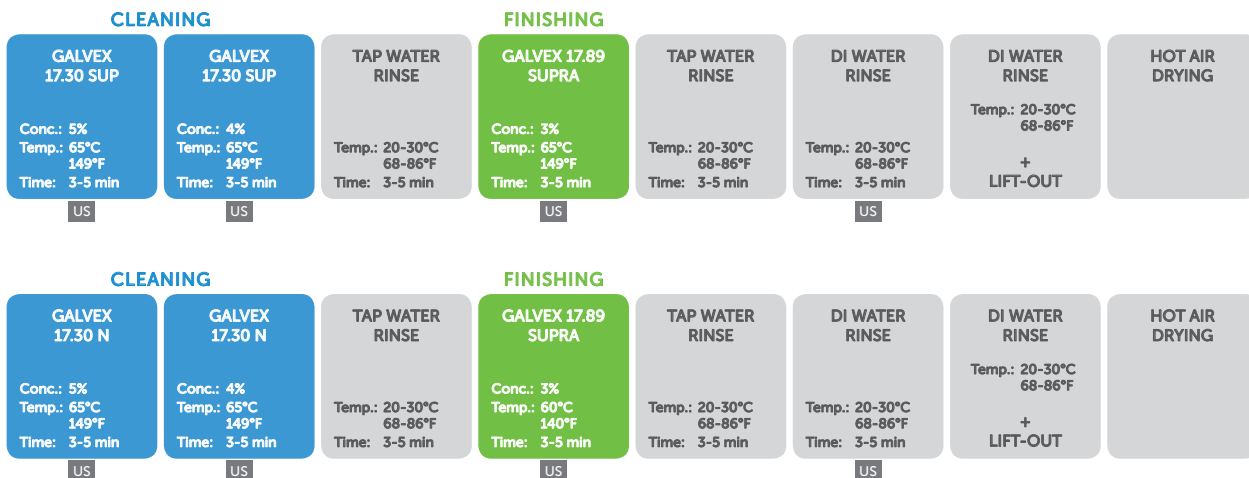 CLEANING
FINISHING
GALVEX
17.30 SUP
Conc.: 5%
Temp.: 65°C
149°F
Time: 3-5 min
US
GALVEX
17.30 SUP
Conc.: 4%
Temp.: 65°C
149°F
Time: 3-5 min
US
TAP WATER
RINSE
Temp.: 20-30°C
68-86°F
Time: 3-5 min
GALVEX 17.89
SUPRA
Conc.: 3%
Temp.: 65°C
149°F
Time: 3-5 min
US
TAP WATER
RINSE
Temp.: 20-30°C
68-86°F
Time: 3-5 min
DI WATER
RINSE
Temp.: 20-30°C
68-86°F
Time: 3-5 min
US
DI WATER
RINSE
Temp.: 20-30°C
68-86°F
+
LIFT-OUT
HOT AIR
DRYING
CLEANING
FINISHING
GALVEX
17.30 N
Conc.: 5%
Temp.: 65°C
149°F
Time: 3-5 min
US
GALVEX
17.30 N
Conc.: 4%
Temp.: 65°C
149°F
Time: 3-5 min
US
TAP WATER
RINSE
Temp.: 20-30°C
68-86°F
Time: 3-5 min
GALVEX 17.89
SUPRA
Conc.: 3%
Temp.: 60°C
140°F
Time: 3-5 min
US
TAP WATER
RINSE
Temp.: 20-30°C
68-86°F
Time: 3-5 min
DI WATER
RINSE
Temp.: 20-30°C
68-86°F
Time: 3-5 min
US
DI WATER
RINSE
Temp.: 20-30°C
68-86°F
+
LIFT-OUT
HOT AIR
DRYING